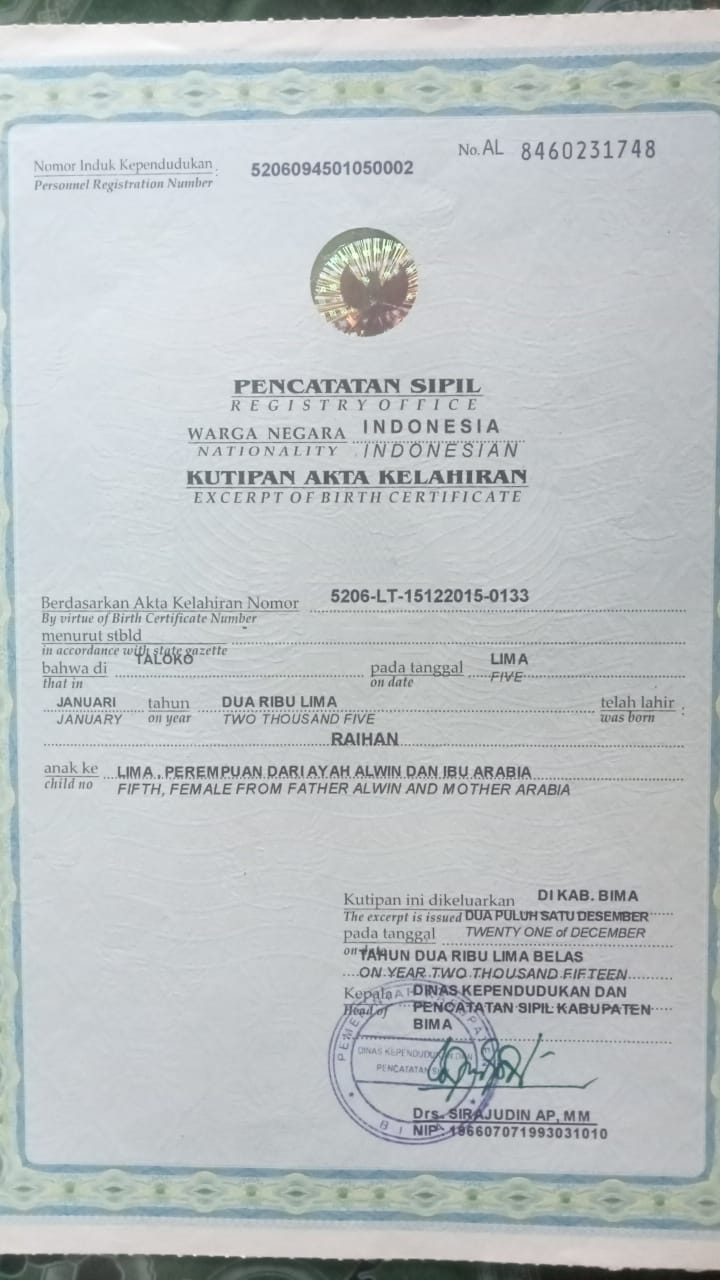 No. AL 8460231748
Nomor Induk Kependudukan : 5206094501050002
Personnel Registration Number
PENCATATAN SIPIL
REGISTRY OFFICE
WARGA NEGARA INDONESIA
NATIONALITY INDONESIAN
KUTIPAN AKTA KELAHIRAN
EXCERPT OF BIRTH CERTIFICATE
Berdasarkan Akta Kelahiran Nomor 5206-LT-15122015-0133
By virtue of Birth Certificate Number
menurut stbld
in accordance with state gazette
bahwa di TALOKO pada tanggal LIMA
that in on date FIVE
JANUARI tahun DUA RIBU LIMA telah lahir :
JANUARY on year TWO THOUSAND FIVE was born
RAIHAN
anak ke LIMA, PEREMPUAN DARI AYAH ALWIN DAN IBU ARABIA
child no FIFTH, FEMALE FROM FATHER ALWIN AND MOTHER ARABIA
Kutipan ini dikeluarkan DI KAB. BIMA
The excerpt is issued DUA PULUH SATU DESEMBER
pada tanggal TWENTY ONE of DECEMBER
on date TAHUN DUA RIBU LIMA BELAS
ON YEAR TWO THOUSAND FIFTEEN
Kepala DINAS KEPENDUDUKAN DAN
Head of PENCATATAN SIPIL KABUPATEN
BIMA
PEMERINTAH KABUPATEN
DINAS KEPENDUDUKAN DAN
PENCATATAN SIPIL
BIMA
Drs. SIRAJUDIN AP, MM
NIP. 196607071993031010